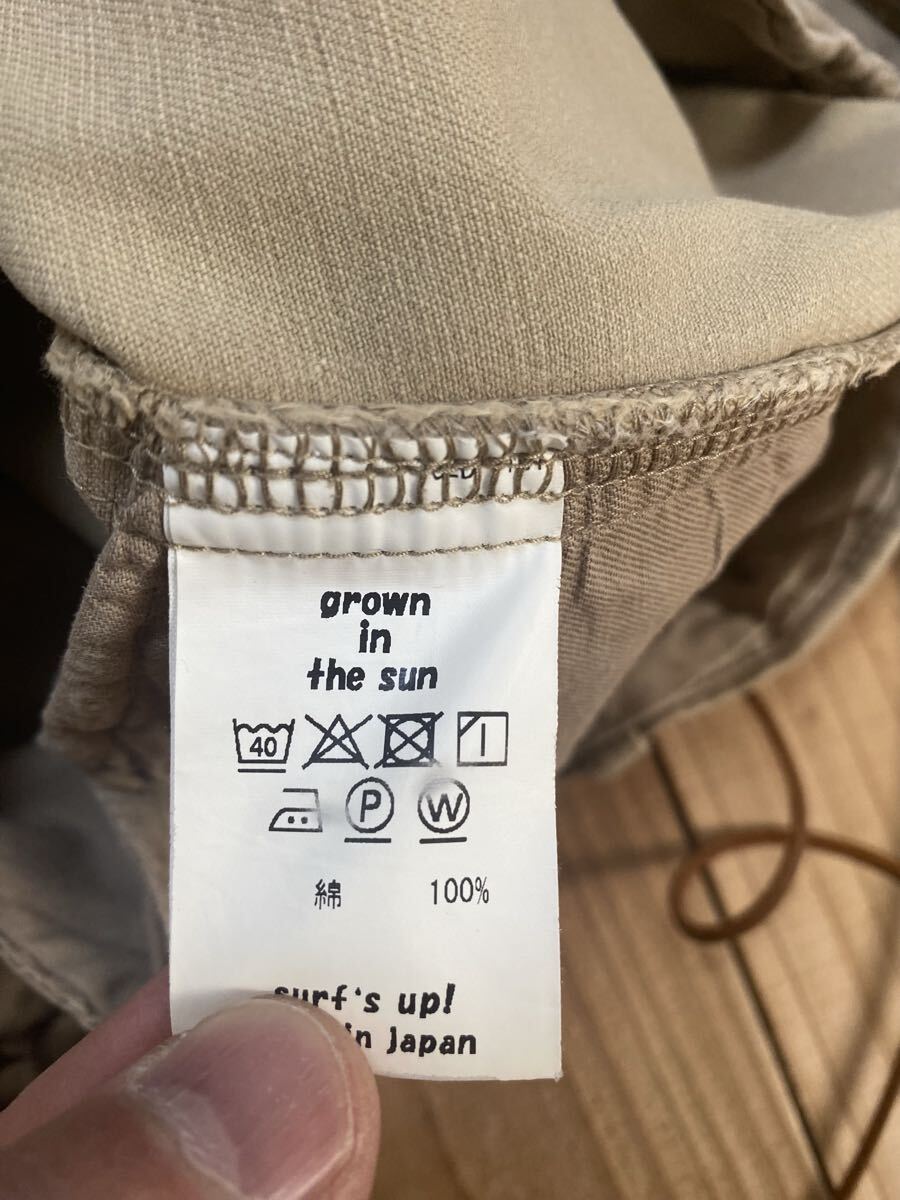 grown
in
the sun
40
P W
綿 100%
surf's up!
in Japan